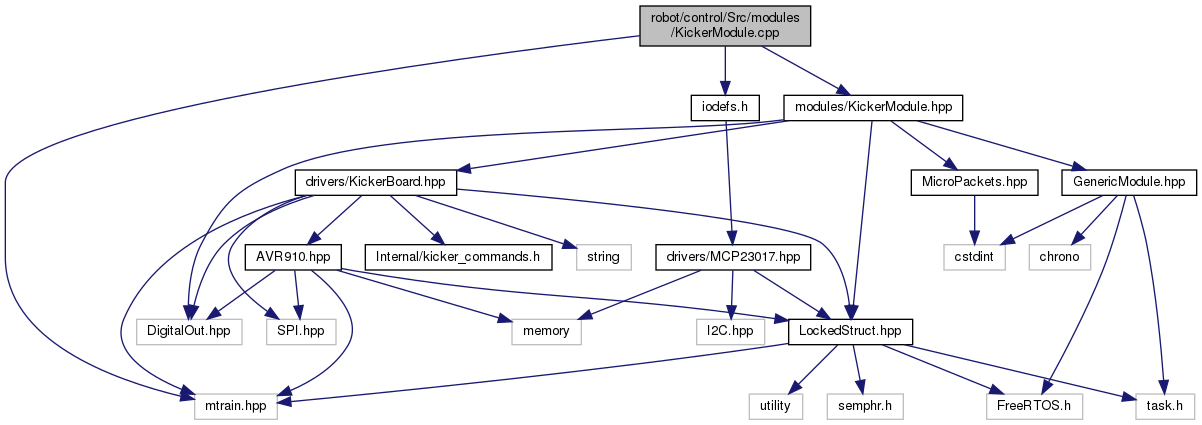 robot/control/Src/modules
/KickerModule.cpp
iodefs.h
modules/KickerModule.hpp
drivers/KickerBoard.hpp
MicroPackets.hpp
GenericModule.hpp
AVR910.hpp
Internal/kicker_commands.h
string
drivers/MCP23017.hpp
cstdint
chrono
DigitalOut.hpp
SPI.hpp
memory
I2C.hpp
LockedStruct.hpp
mtrain.hpp
utility
semphr.h
FreeRTOS.h
task.h